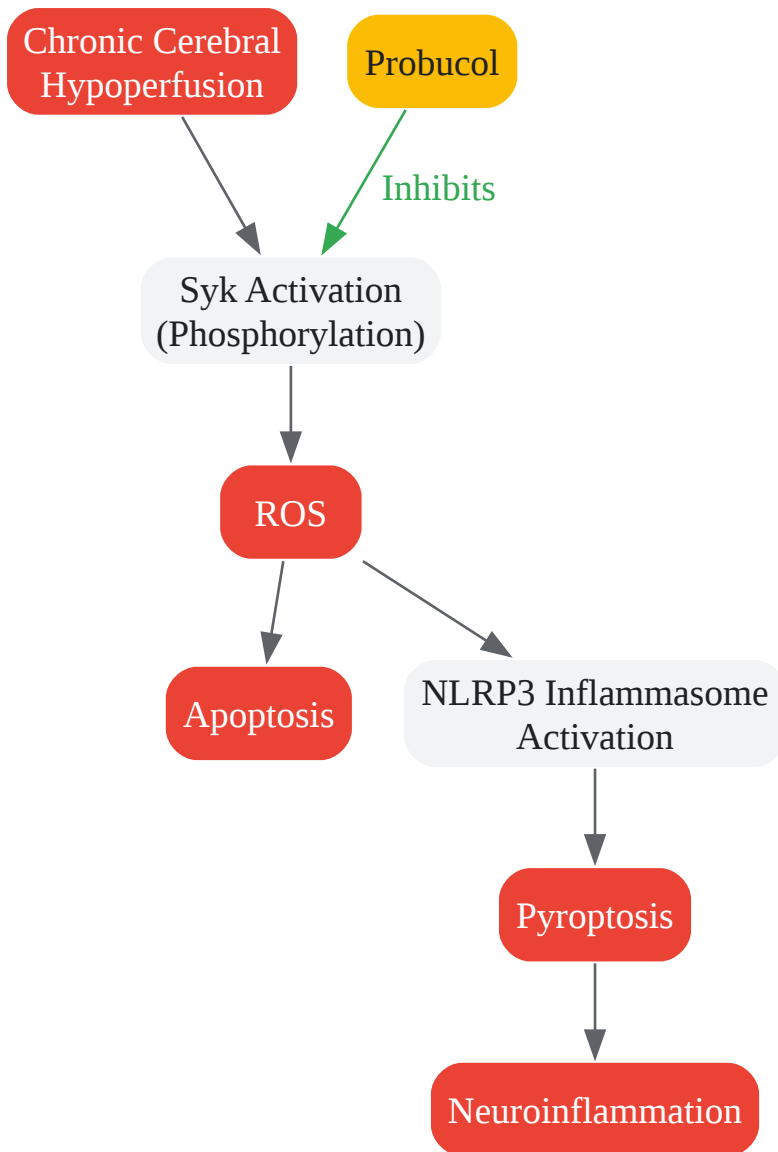 Chronic Cerebral
Hypoperfusion
Probucol
Inhibits
Syk Activation
(Phosphorylation)
ROS
Apoptosis
NLRP3 Inflammasome
Activation
Pyroptosis
Neuroinflammation